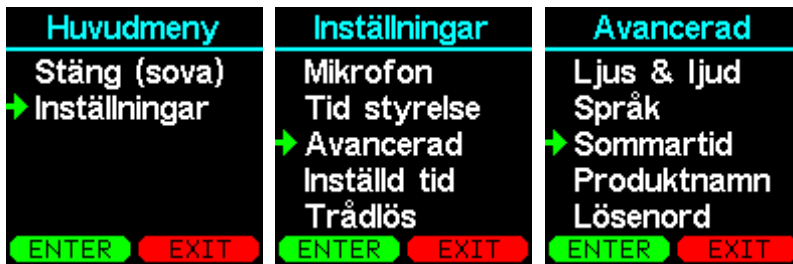 Huvudmeny
Stäng (sova)
Inställningar
ENTER EXIT
Inställningar
Mikrofon
Tid styrelse
Avancerad
Inställd tid
Trådlös
ENTER EXIT
Avancerad
Ljus & ljud
Språk
Sommartid
Produktnamn
Lösenord
ENTER EXIT